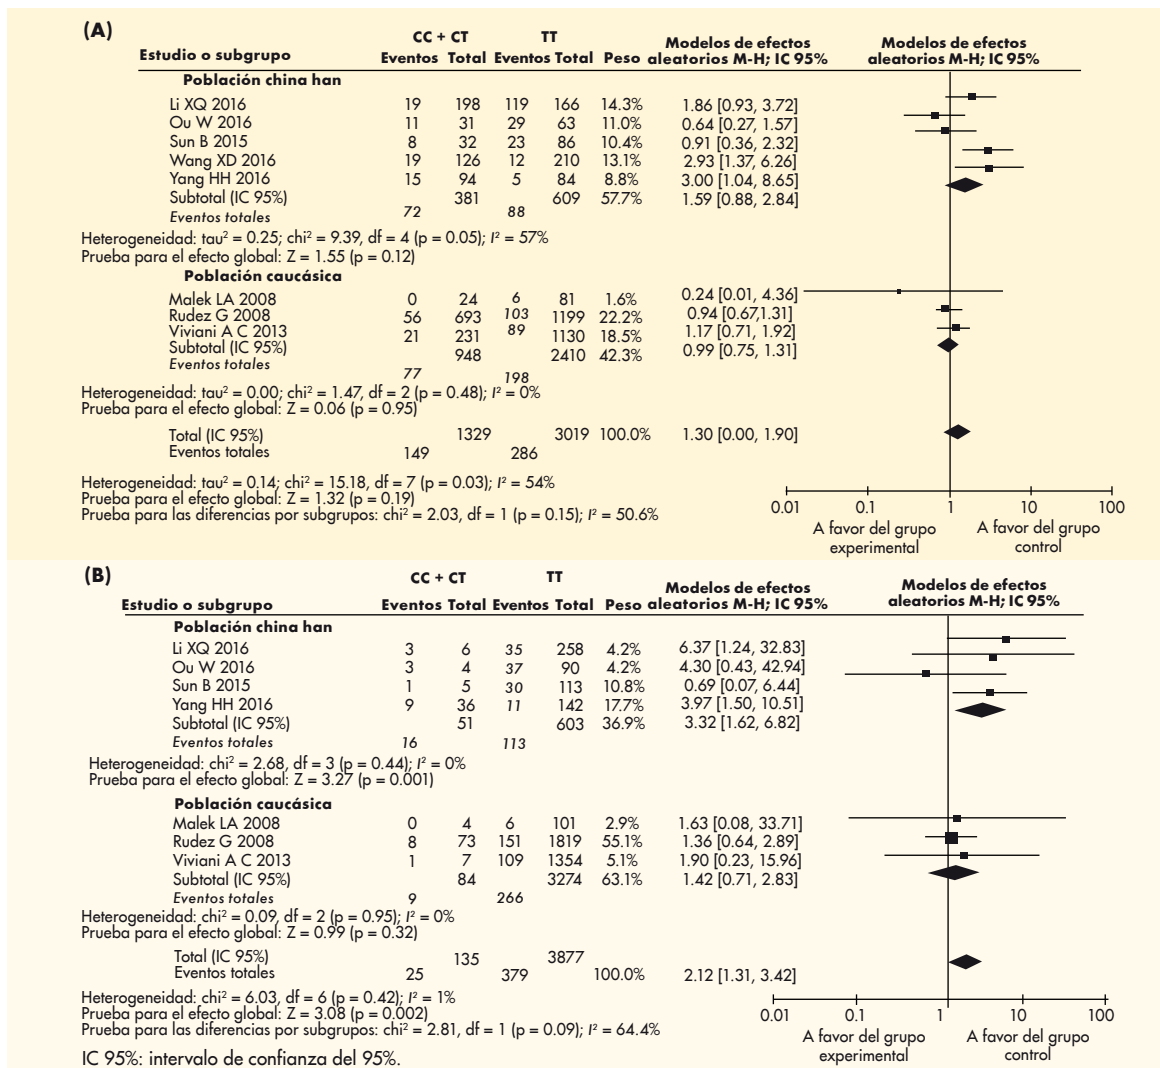 (A)
CC + CT TT Modelos de efectos Modelos de efectos
Estudio o subgrupo Eventos Total Eventos Total Peso aleatorios M-H; IC 95% aleatorios M-H; IC 95%
Población china han
Li XQ 2016 19 198 119 166 14.3% 1.86 [0.93, 3.72]
Ou W 2016 11 31 29 63 11.0% 0.64 [0.27, 1.57]
Sun B 2015 8 32 23 86 10.4% 0.91 [0.36, 2.32]
Wang XD 2016 19 126 12 210 13.1% 2.93 [1.37, 6.26]
Yang HH 2016 15 94 5 84 8.8% 3.00 [1.04, 8.65]
Subtotal (IC 95%) 381 609 57.7% 1.59 [0.88, 2.84]
Eventos totales 72 88
Heterogeneidad: tau² = 0.25; chi² = 9.39, df = 4 (p = 0.05); I² = 57%
Prueba para el efecto global: Z = 1.55 (p = 0.12)
Población caucásica
Malek LA 2008 0 24 6 81 1.6% 0.24 [0.01, 4.36]
Rudez G 2008 56 693 103 1199 22.2% 0.94 [0.67,1.31]
Viviani A C 2013 21 231 89 1130 18.5% 1.17 [0.71, 1.92]
Subtotal (IC 95%) 948 2410 42.3% 0.99 [0.75, 1.31]
Eventos totales 77 198
Heterogeneidad: tau² = 0.00; chi² = 1.47, df = 2 (p = 0.48); I² = 0%
Prueba para el efecto global: Z = 0.06 (p = 0.95)
Total (IC 95%) 1329 3019 100.0% 1.30 [0.00, 1.90]
Eventos totales 149 286
Heterogeneidad: tau² = 0.14; chi² = 15.18, df = 7 (p = 0.03); I² = 54%
Prueba para el efecto global: Z = 1.32 (p = 0.19)
Prueba para las diferencias por subgrupos: chi² = 2.03, df = 1 (p = 0.15); I² = 50.6%
0.01 0.1 1 10 100
A favor del grupo experimental A favor del grupo control
(B)
CC + CT TT Modelos de efectos Modelos de efectos
Estudio o subgrupo Eventos Total Eventos Total Peso aleatorios M-H; IC 95% aleatorios M-H; IC 95%
Población china han
Li XQ 2016 3 6 35 258 4.2% 6.37 [1.24, 32.83]
Ou W 2016 3 4 37 90 4.2% 4.30 [0.43, 42.94]
Sun B 2015 1 5 30 113 10.8% 0.69 [0.07, 6.44]
Yang HH 2016 9 36 11 142 17.7% 3.97 [1.50, 10.51]
Subtotal (IC 95%) 51 603 36.9% 3.32 [1.62, 6.82]
Eventos totales 16 113
Heterogeneidad: chi² = 2.68, df = 3 (p = 0.44); I² = 0%
Prueba para el efecto global: Z = 3.27 (p = 0.001)
Población caucásica
Malek LA 2008 0 4 6 101 2.9% 1.63 [0.08, 33.71]
Rudez G 2008 8 73 151 1819 55.1% 1.36 [0.64, 2.89]
Viviani A C 2013 1 7 109 1354 5.1% 1.90 [0.23, 15.96]
Subtotal (IC 95%) 84 3274 63.1% 1.42 [0.71, 2.83]
Eventos totales 9 266
Heterogeneidad: chi² = 0.09, df = 2 (p = 0.95); I² = 0%
Prueba para el efecto global: Z = 0.99 (p = 0.32)
Total (IC 95%) 135 3877
Eventos totales 25 379 100.0% 2.12 [1.31, 3.42]
Heterogeneidad: chi² = 6.03, df = 6 (p = 0.42); I² = 1%
Prueba para el efecto global: Z = 3.08 (p = 0.002)
Prueba para las diferencias por subgrupos: chi² = 2.81, df = 1 (p = 0.09); I² = 64.4%
0.01 0.1 1 10 100
A favor del grupo experimental A favor del grupo control
IC 95%: intervalo de confianza del 95%.